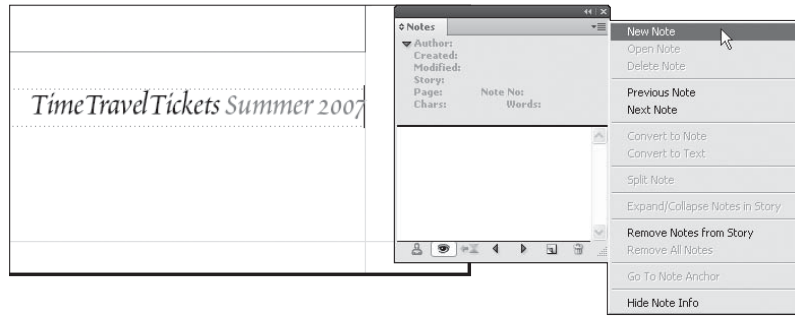 TimeTravelTickets Summer 2007
Notes
Author:
Created:
Modified:
Story:
Page: Note No:
Chars: Words:
New Note
Open Note
Delete Note
Previous Note
Next Note
Convert to Note
Convert to Text
Split Note
Expand/Collapse Notes in Story
Remove Notes from Story
Remove All Notes
Go To Note Anchor
Hide Note Info